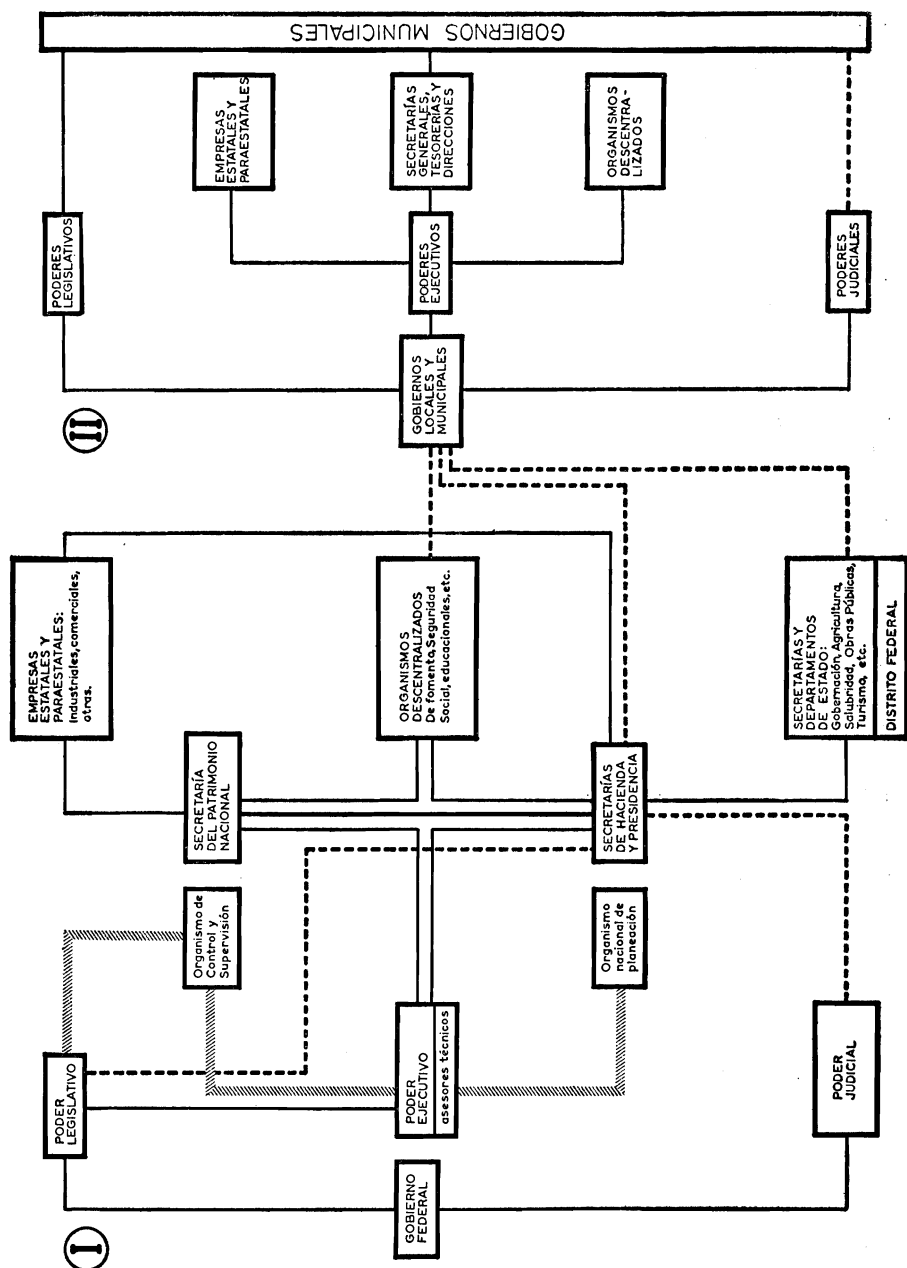 I
GOBIERNO
FEDERAL
PODER
LEGISLATIVO
PODER
EJECUTIVO
asesores técnicos
PODER
JUDICIAL
Organismo de
Control y
Supervisión
Organismo
nacional de
planeación
SECRETARÍA
DEL PATRIMONIO
NACIONAL
SECRETARÍAS
DE HACIENDA
Y PRESIDENCIA
EMPRESAS
ESTATALES Y
PARAESTATALES:
Industriales, comerciales,
otras.
ORGANISMOS
DESCENTRALIZADOS
De fomento, Seguridad
Social, educacionales, etc.
SECRETARÍAS Y
DEPARTAMENTOS
DE ESTADO:
Gobernación, Agricultura,
Salubridad, Obras Públicas,
Turismo, etc.
DISTRITO FEDERAL
II
GOBIERNOS
LOCALES Y
MUNICIPALES
PODERES
LEGISLATIVOS
PODERES
EJECUTIVOS
PODERES
JUDICIALES
EMPRESAS
ESTATALES Y
PARAESTATALES
SECRETARÍAS
GENERALES,
TESORERÍAS Y
DIRECCIONES
ORGANISMOS
DESCENTRA-
LIZADOS
GOBIERNOS MUNICIPALES